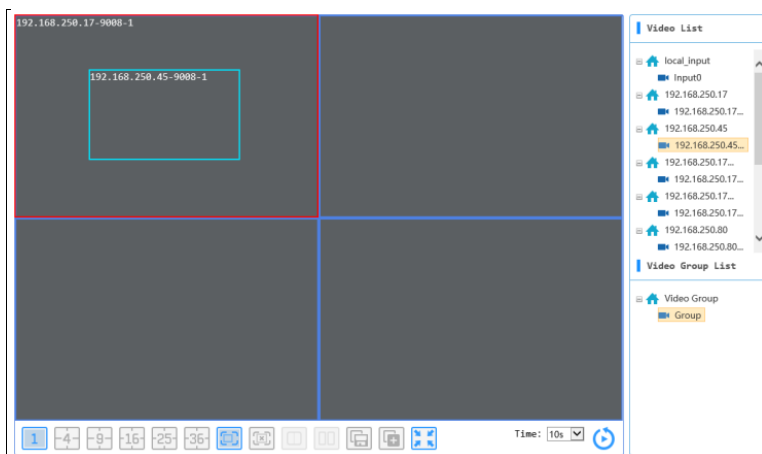 192.168.250.17-9008-1
192.168.250.45-9008-1
Video List
local_input
Input0
192.168.250.17
192.168.250.17...
192.168.250.45
192.168.250.45...
192.168.250.17...
192.168.250.17...
192.168.250.17...
192.168.250.17...
192.168.250.80
192.168.250.80...
Video Group List
Video Group
Group
1
4
9
16
25
36
Time: 10s